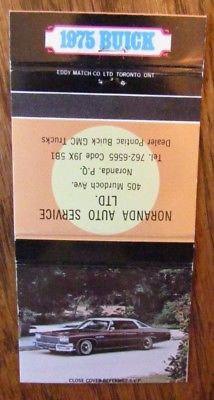 1975 BUICK
EDDY MATCH CO. LTD. TORONTO, ONT.
NORANDA AUTO SERVICE
LTD.
405 Murdoch Ave.
Noranda, P.Q.
Tel. 762-6565 Code J9X 5B1
Dealer Pontiac Buick GMC Trucks
CLOSE COVER BEFORE